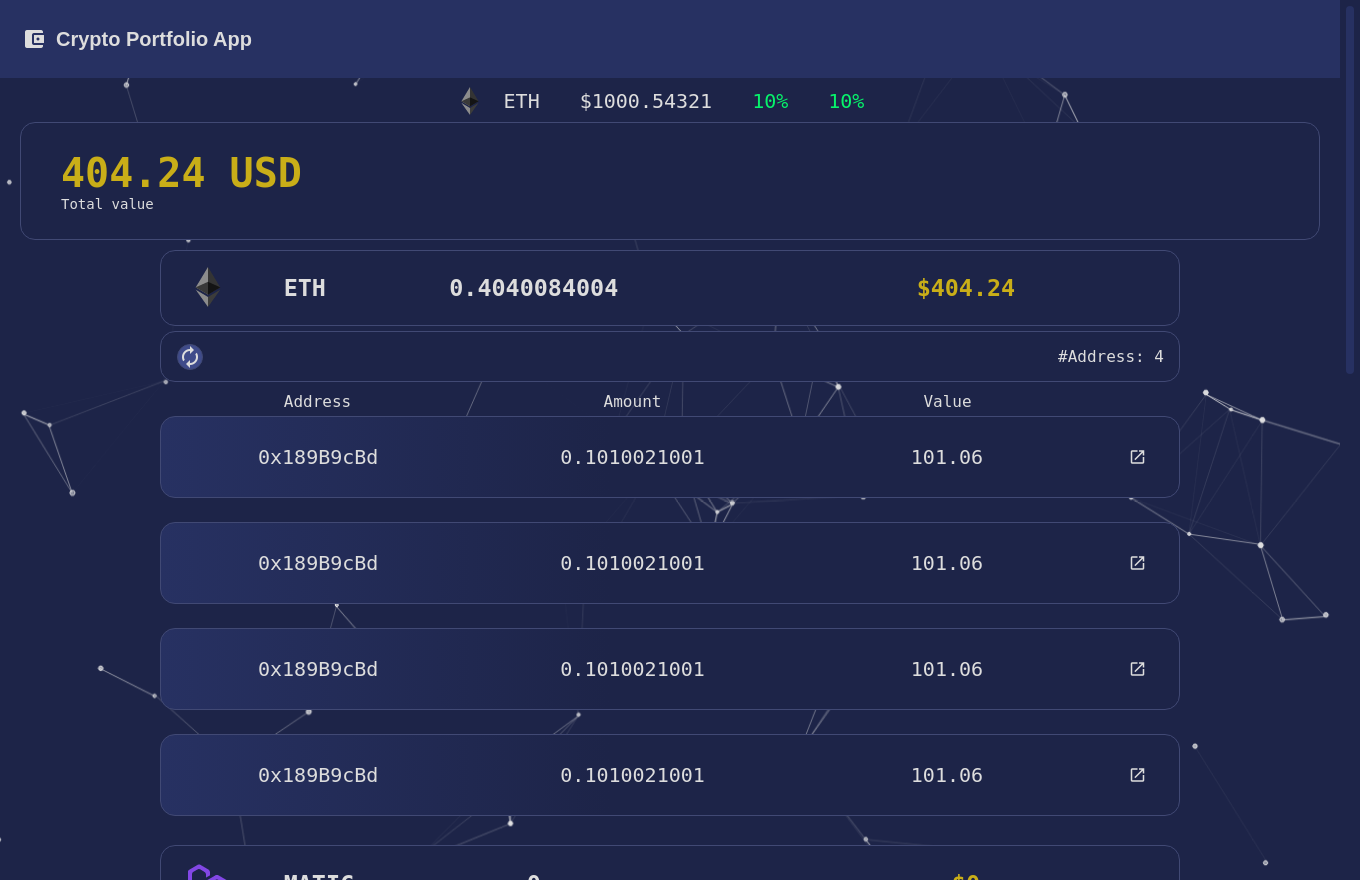 Crypto Portfolio App
ETH $1000.54321 10% 10%
404.24 USD
Total value
ETH 0.4040084004 $404.24
#Address: 4
Address Amount Value
0x189B9cBd 0.1010021001 101.06
0x189B9cBd 0.1010021001 101.06
0x189B9cBd 0.1010021001 101.06
0x189B9cBd 0.1010021001 101.06
MATIC 0 $0